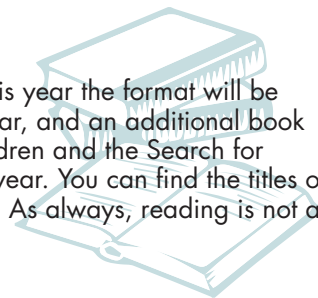 is year the format will be
ar, and an additional book
dren and the Search for
year. You can find the titles o
As always, reading is not a